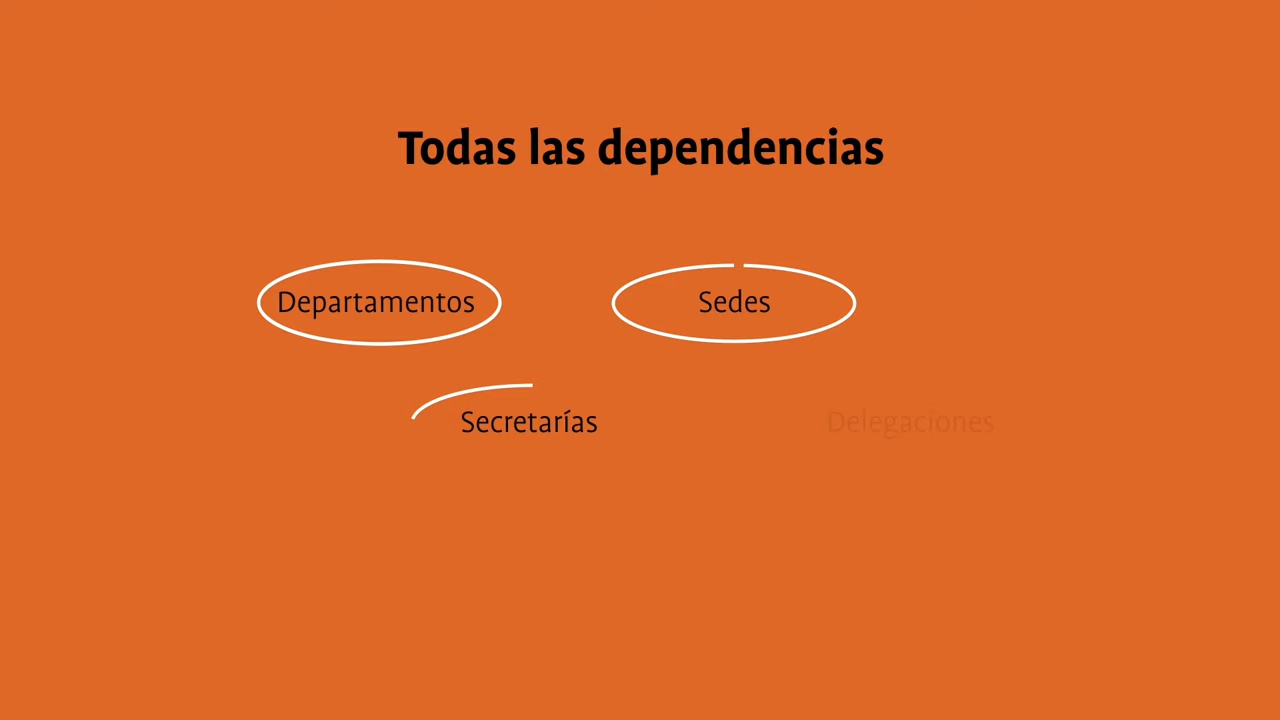 Todas las dependencias
Departamentos
Sedes
Secretarías
Delegaciones